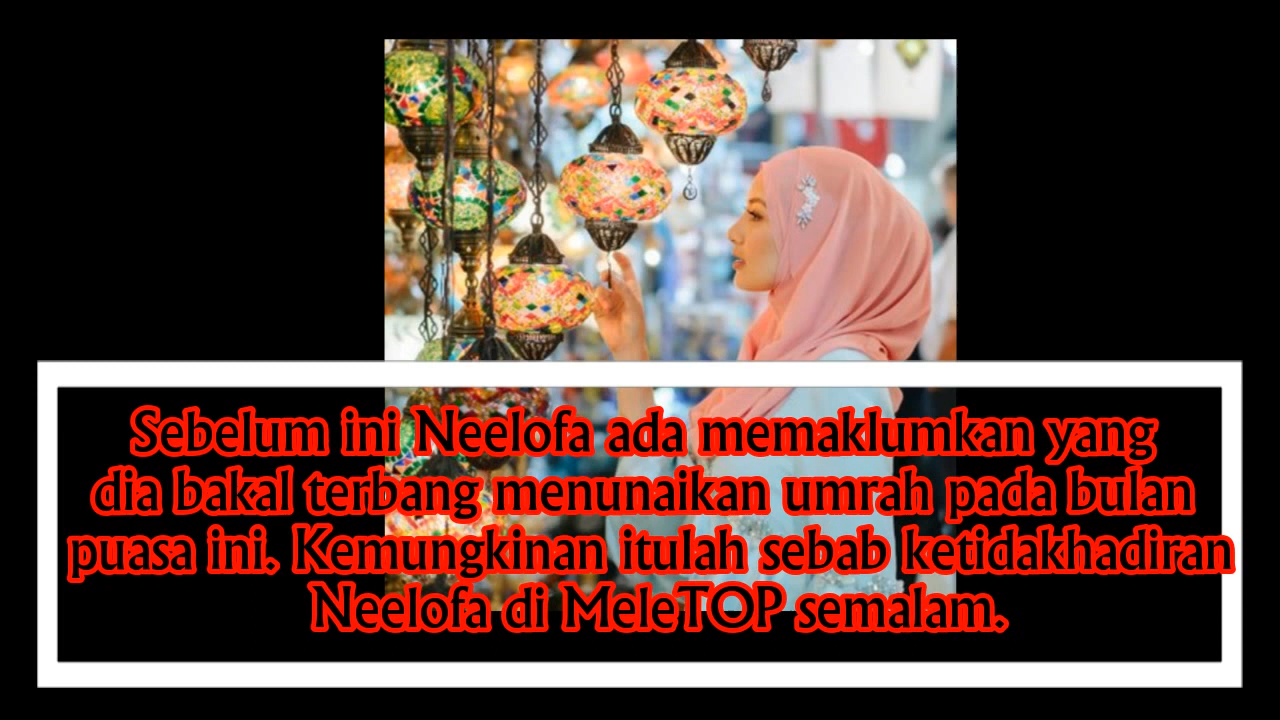 Sebelum ini Neelofa ada memaklumkan yang
dia bakal terbang menunaikan umrah pada bulan
puasa ini. Kemungkinan itulah sebab ketidakhadiran
Neelofa di MeleTOP semalam.